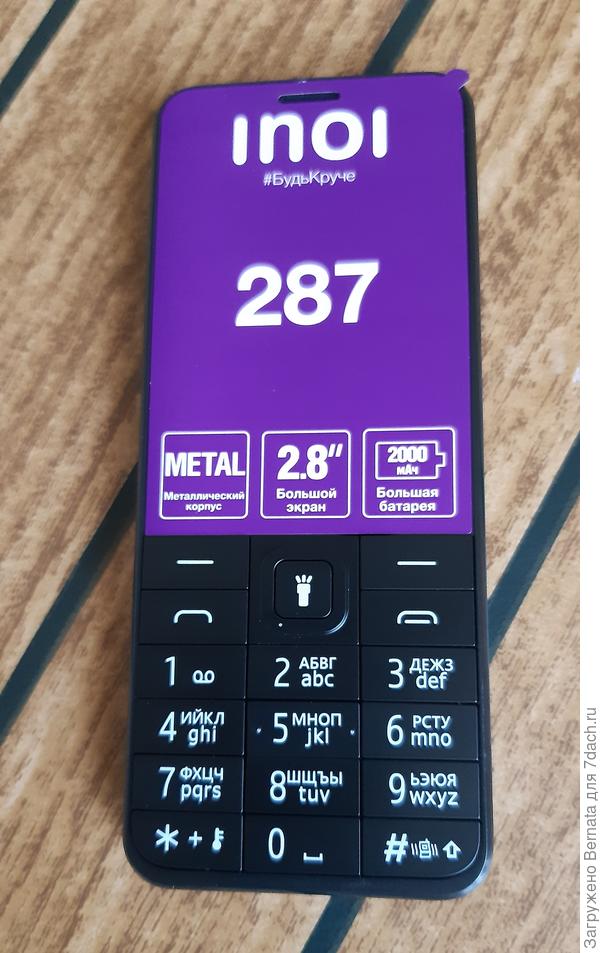 inoi
#БудьКруче
287
METAL
Металлический
корпус
2.8"
Большой
экран
2000
мАч
Большая
батарея
1
2 АБВГ abc
3 ДЕЖЗ def
4 ИЙКЛ ghi
5 МНОП jkl
6 РСТУ mno
7 ФХЦЧ pqrs
8 ШЩЪЫ tuv
9 ЬЭЮЯ wxyz
* +
0
#
Загружено Bernata для 7dach.ru